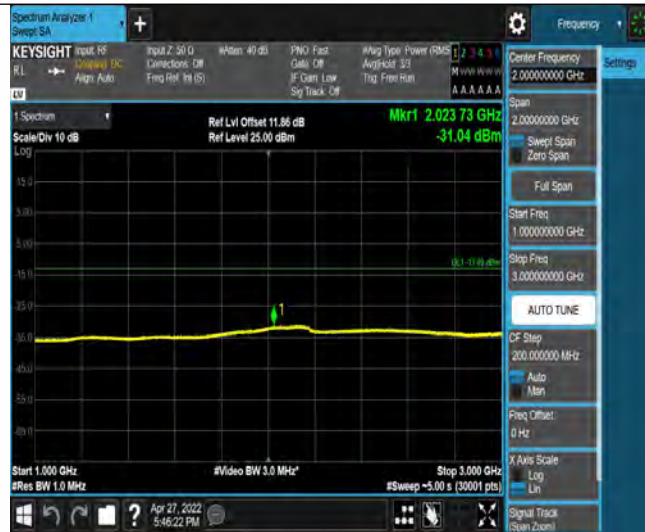 Spectrum Analyzer 1
Swept SA
+
Frequency
KEYSIGHT
Input: RF
RL
Coupling: DC
Align: Auto
Input Z: 50 Ω
Corrections: Off
Freq Ref: Int (S)
#Atten: 40 dB
PNO: Fast
Gate: Off
IF Gain: Low
Sig Track: Off
#Avg Type: Power (RMS
Avg|Hold: 3/3
Trig: Free Run
1 2 3 4 5 6
M W W W W W
A A A A A A
LV
1 Spectrum
Scale/Div 10 dB
Log
Ref Lvl Offset 11.86 dB
Ref Level 25.00 dBm
Mkr1 2.023 73 GHz
-31.04 dBm
15.0
5.00
-5.00
-15.0
-25.0
-35.0
-45.0
-55.0
-65.0
1
Start 1.000 GHz
#Res BW 1.0 MHz
#Video BW 3.0 MHz*
Stop 3.000 GHz
#Sweep ~5.00 s (30001 pts)
?
Apr 27, 2022
5:46:22 PM
Center Frequency
2.000000000 GHz
Settings
Span
2.00000000 GHz
Swept Span
Zero Span
Full Span
Start Freq
1.000000000 GHz
Stop Freq
3.000000000 GHz
AUTO TUNE
CF Step
200.000000 MHz
Auto
Man
Freq Offset
0 Hz
X Axis Scale
Log
Lin
Signal Track
(Span Zoom)